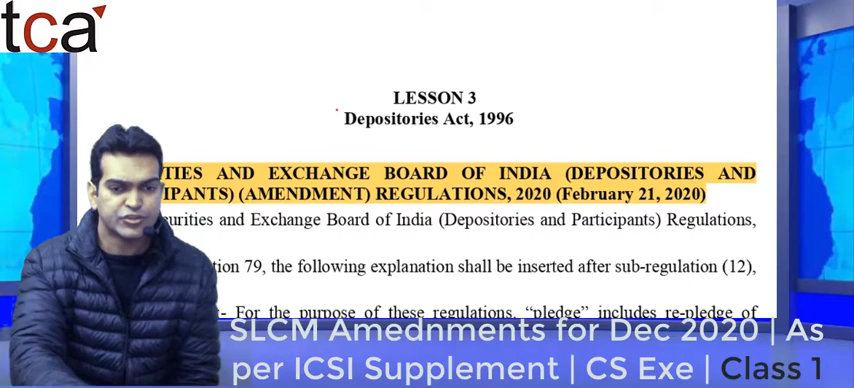 tca
LESSON 3
Depositories Act, 1996
TIES AND EXCHANGE BOARD OF INDIA (DEPOSITORIES AND
IPANTS) (AMENDMENT) REGULATIONS, 2020 (February 21, 2020)
urities and Exchange Board of India (Depositories and Participants) Regulations,
tion 79, the following explanation shall be inserted after sub-regulation (12),
- For the purpose of these regulations, “pledge” includes re-pledge of
SLCM Amednments for Dec 2020 | As
per ICSI Supplement | CS Exe | Class 1